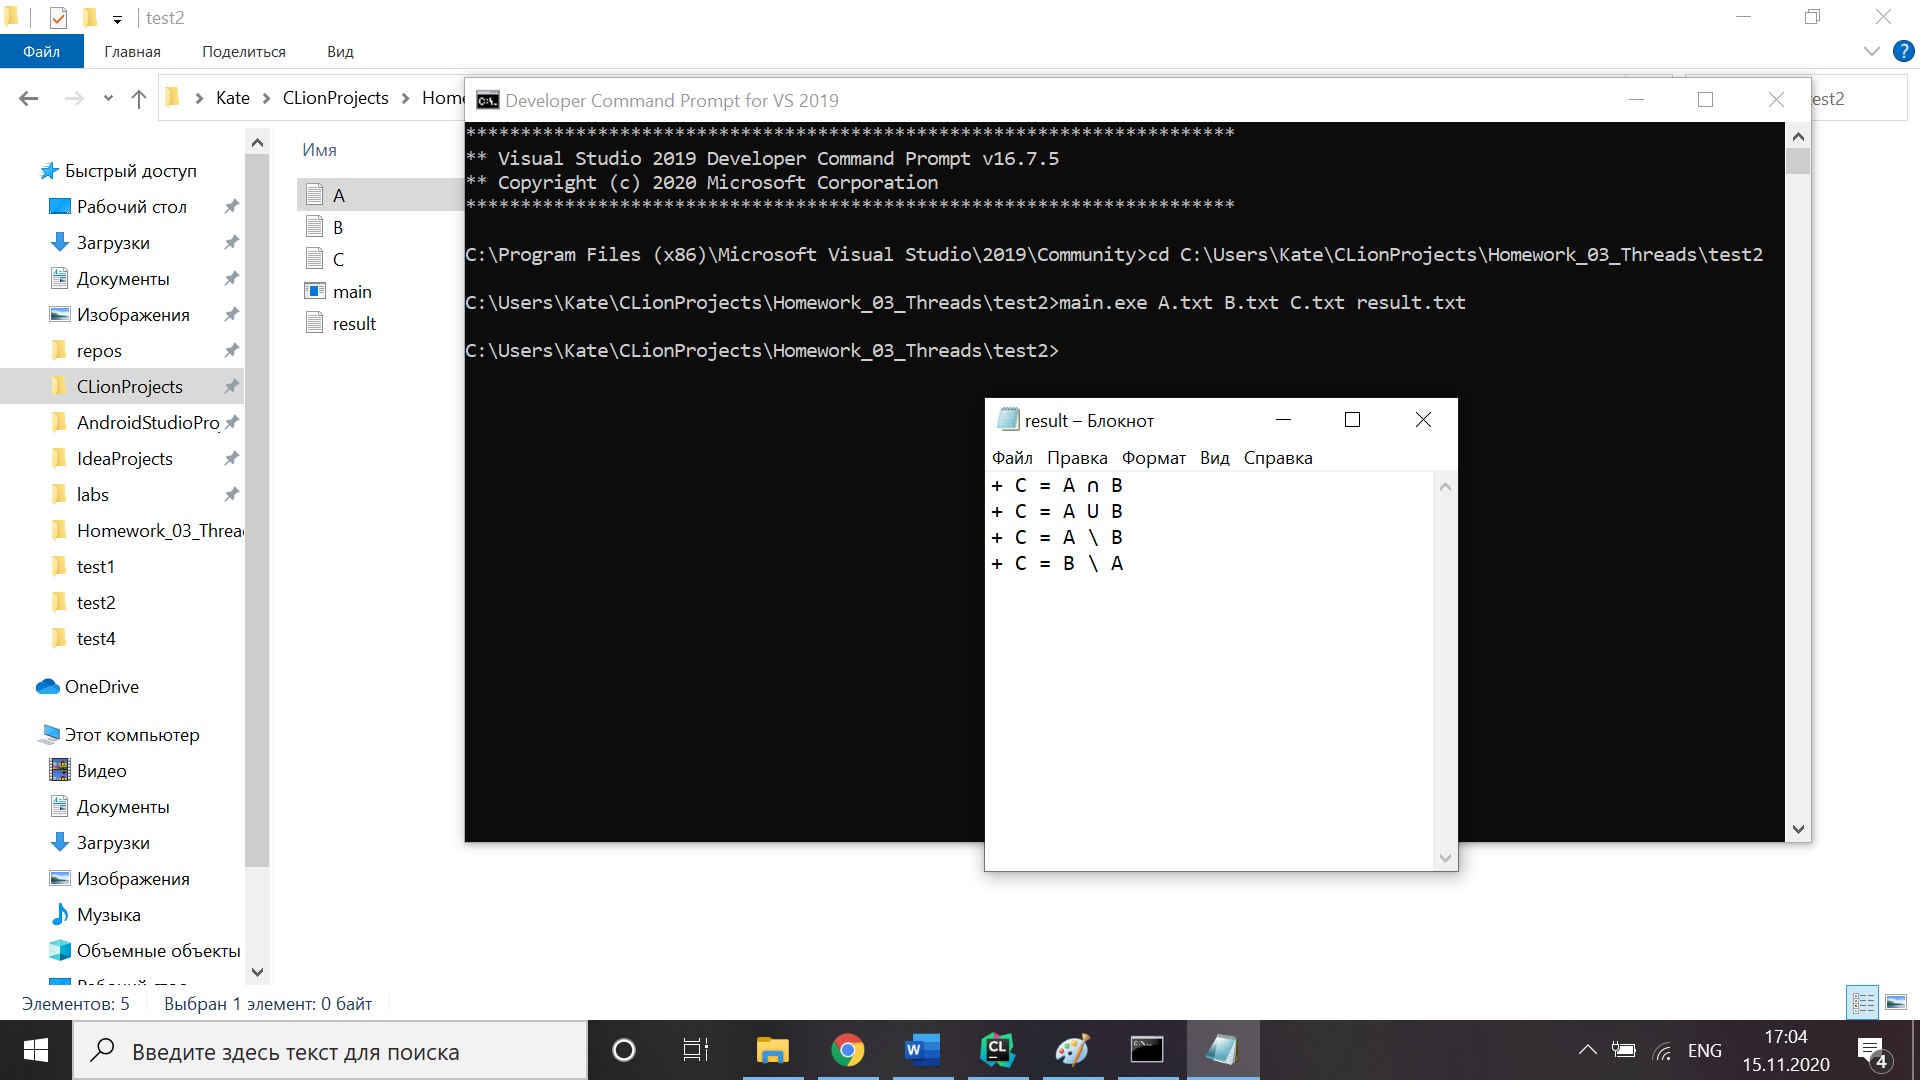 test2
Файл Главная Поделиться Вид
Kate CLionProjects
Developer Command Prompt for VS 2019
Имя
A
B
C
main
result
Быстрый доступ
Рабочий стол
Загрузки
Документы
Изображения
repos
CLionProjects
AndroidStudioPro
IdeaProjects
labs
Homework_03_Threa
test1
test2
test4
OneDrive
Этот компьютер
Видео
Документы
Загрузки
Изображения
Музыка
Объемные объекты
Элементов: 5 Выбран 1 элемент: 0 байт
**********************************************************************
** Visual Studio 2019 Developer Command Prompt v16.7.5
** Copyright (c) 2020 Microsoft Corporation
**********************************************************************
C:\Program Files (x86)\Microsoft Visual Studio\2019\Community>cd C:\Users\Kate\CLionProjects\Homework_03_Threads\test2
C:\Users\Kate\CLionProjects\Homework_03_Threads\test2>main.exe A.txt B.txt C.txt result.txt
C:\Users\Kate\CLionProjects\Homework_03_Threads\test2>
result – Блокнот
Файл Правка Формат Вид Справка
+ C = A ∩ B
+ C = A U B
+ C = A \ B
+ C = B \ A
Введите здесь текст для поиска
ENG
17:04
15.11.2020
4